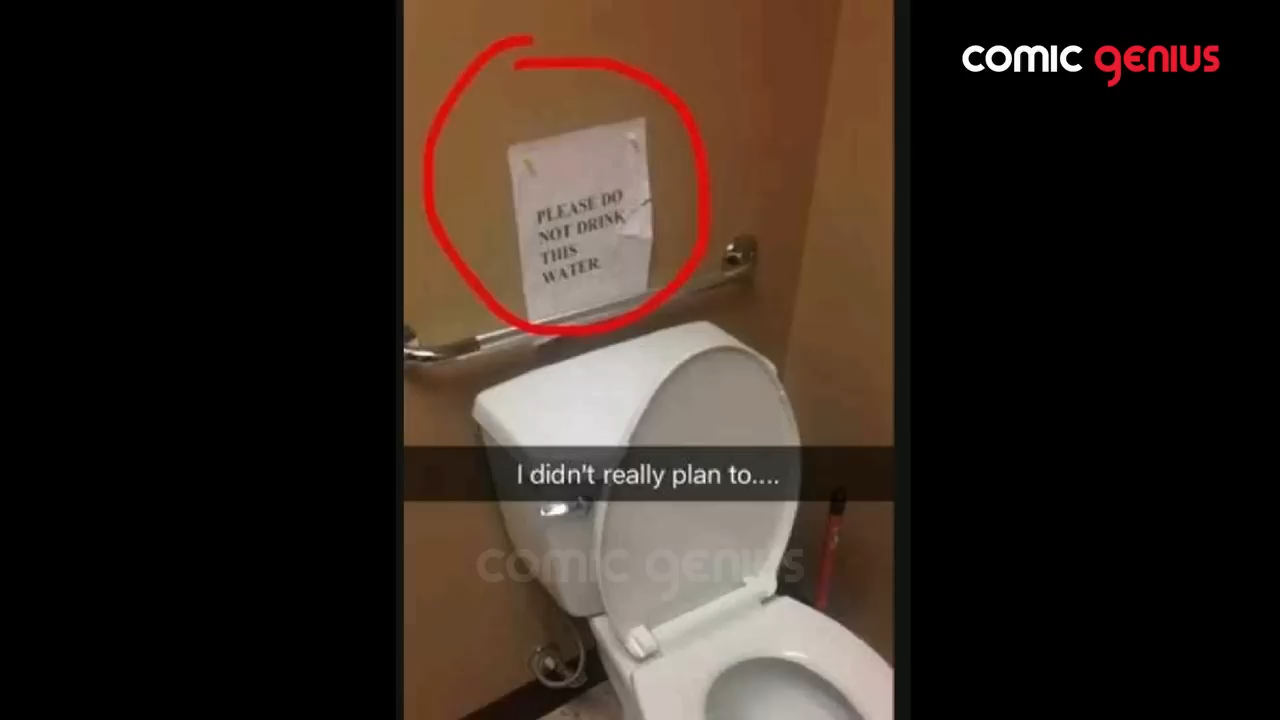 comic genius
PLEASE DO
NOT DRINK
THIS
WATER.
I didn't really plan to....
comic genius